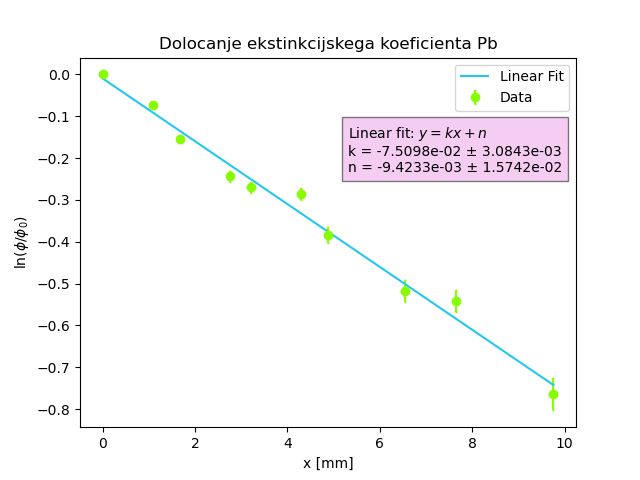 Dolocanje ekstinkcijskega koeficienta Pb
Linear Fit
Data
Linear fit: y = kx + n
k = -7.5098e-02 ± 3.0843e-03
n = -9.4233e-03 ± 1.5742e-02
ln(ϕ/ϕ₀)
0.0
−0.1
−0.2
−0.3
−0.4
−0.5
−0.6
−0.7
−0.8
0 2 4 6 8 10
x [mm]